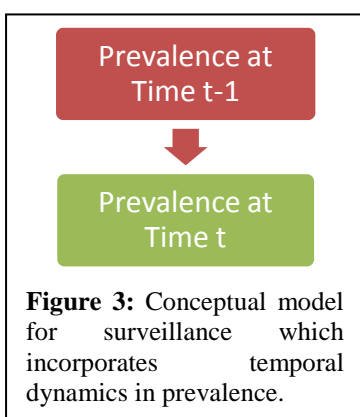 Prevalence at
Time t-1
Prevalence at
Time t
Figure 3: Conceptual model
for surveillance which
incorporates temporal
dynamics in prevalence.